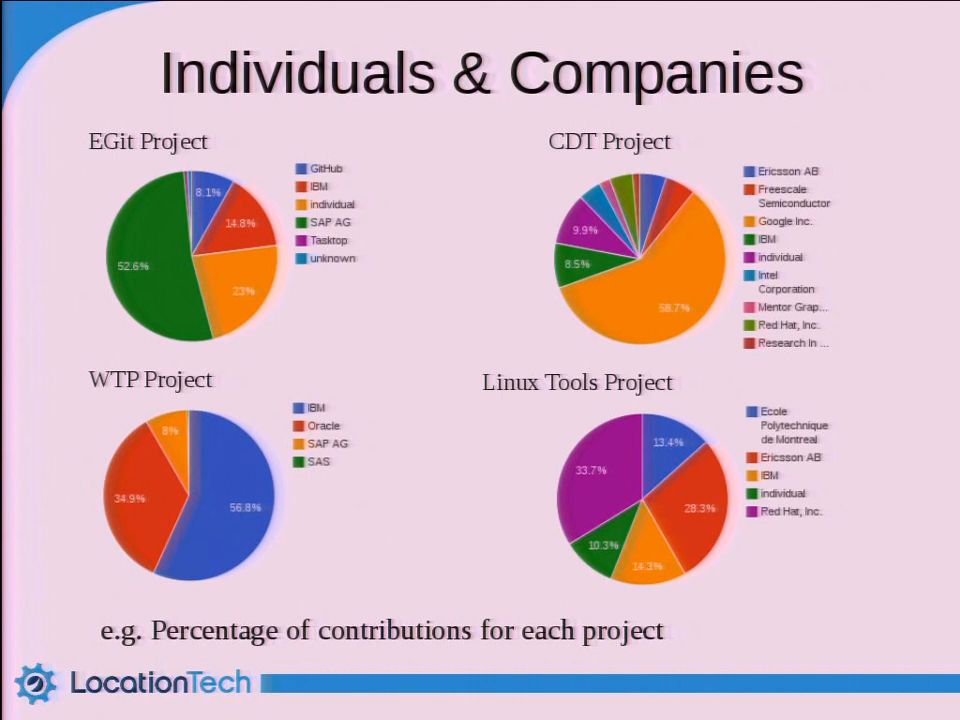 Individuals & Companies
EGit Project
8.1%
14.8%
23%
52.6%
GitHub
IBM
individual
SAP AG
Tasktop
unknown
CDT Project
9.9%
8.5%
58.7%
Ericsson AB
Freescale
Semiconductor
Google Inc.
IBM
individual
Intel
Corporation
Mentor Grap...
Red Hat, Inc.
Research In ...
WTP Project
8%
34.9%
56.8%
IBM
Oracle
SAP AG
SAS
Linux Tools Project
13.4%
33.7%
28.3%
10.3%
14.3%
Ecole
Polytechnique
de Montreal
Ericsson AB
IBM
individual
Red Hat, Inc.
e.g. Percentage of contributions for each project
LocationTech